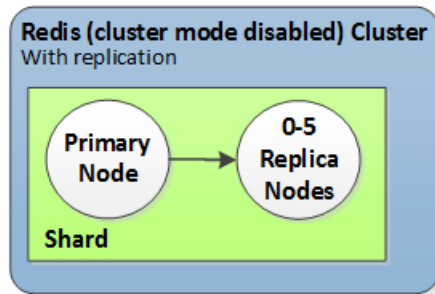 Redis (cluster mode disabled) Cluster
With replication
Primary
Node
0-5
Replica
Nodes
Shard